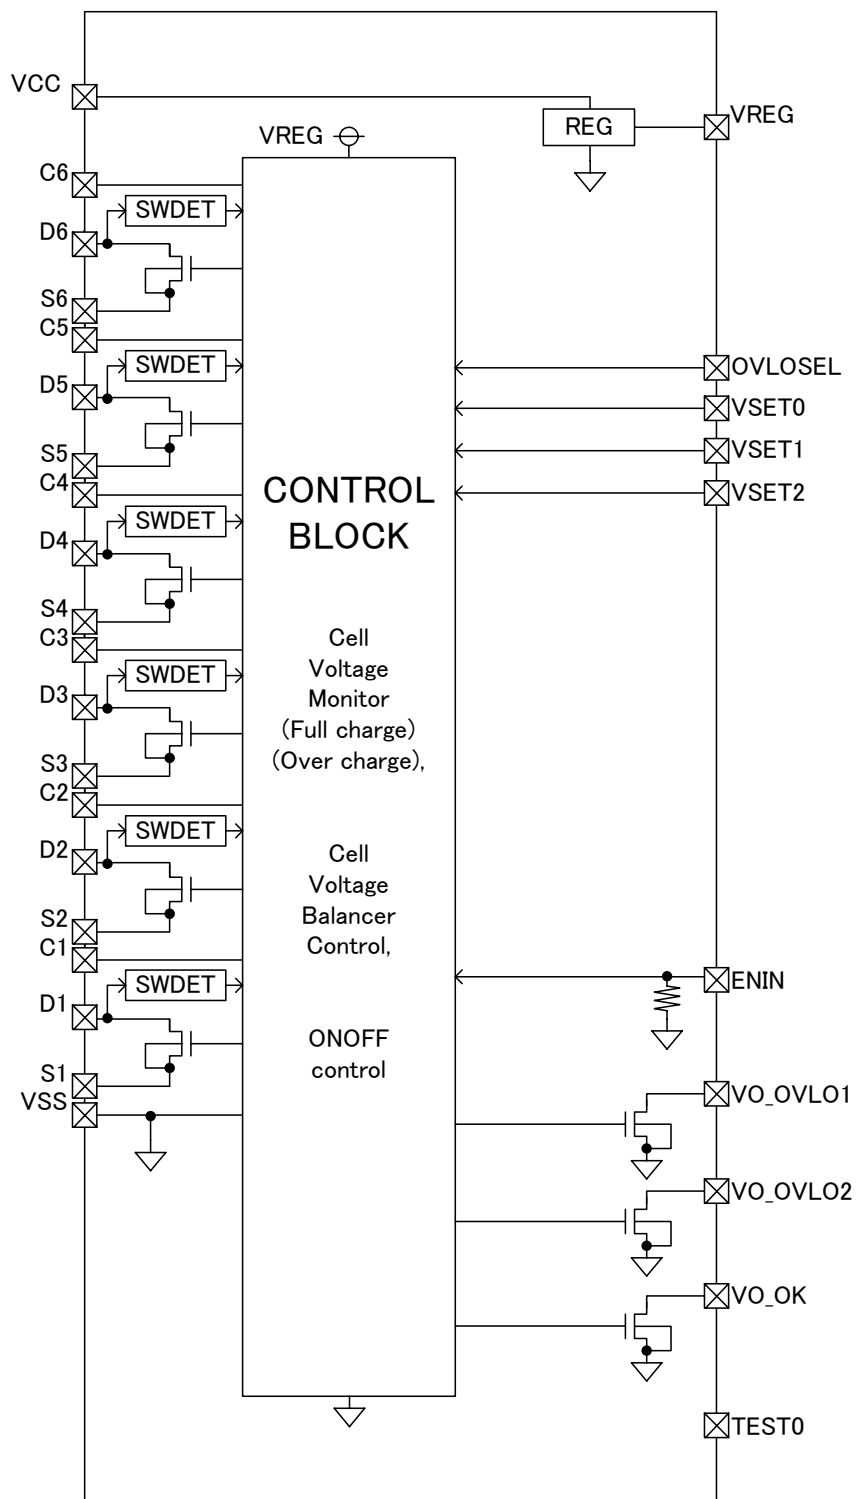 VCC
REG
VREG
VREG
C6
SWDET
D6
S6
C5
SWDET
D5
S5
C4
SWDET
D4
S4
C3
SWDET
D3
S3
C2
SWDET
D2
S2
C1
SWDET
D1
S1
VSS
CONTROL
BLOCK
Cell
Voltage
Monitor
(Full charge)
(Over charge),
Cell
Voltage
Balancer
Control,
ONOFF
control
OVLOSEL
VSET0
VSET1
VSET2
ENIN
VO_OVLO1
VO_OVLO2
VO_OK
TEST0